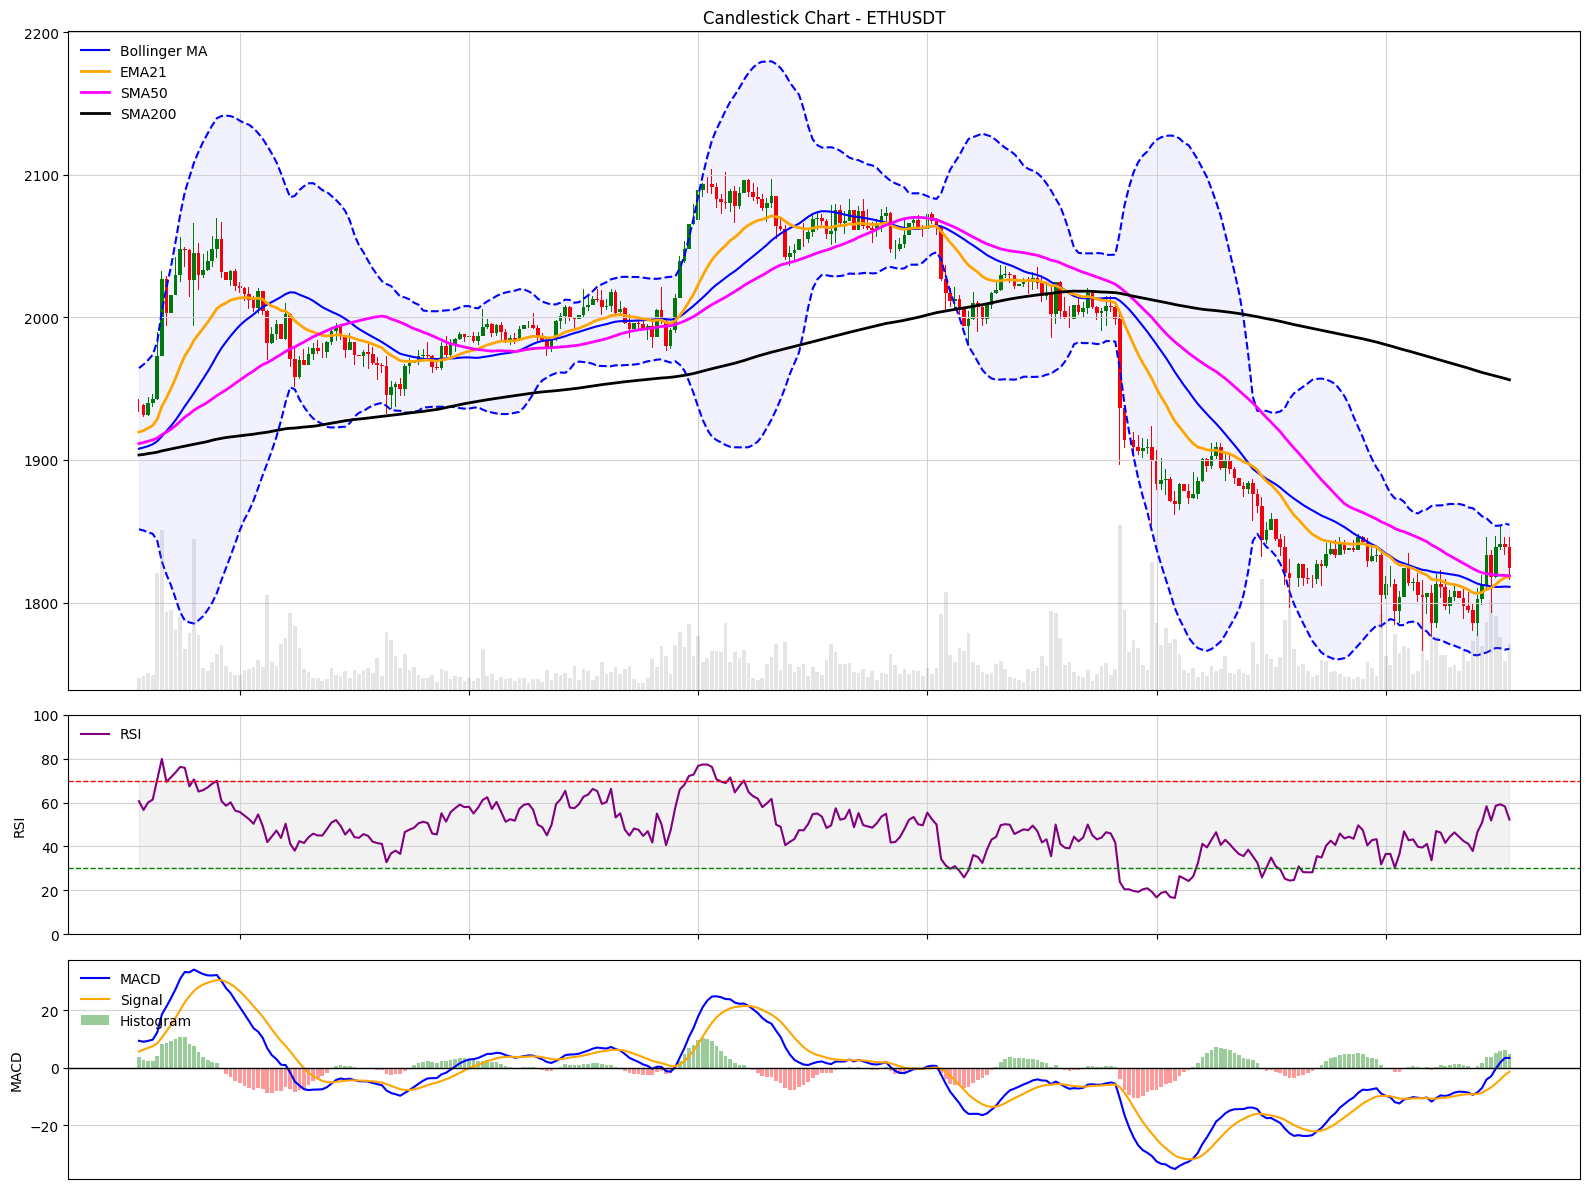 Candlestick Chart - ETHUSDT
2200
2100
2000
1900
1800
Bollinger MA
EMA21
SMA50
SMA200
100
80
60
40
20
0
RSI
RSI
20
0
−20
MACD
MACD
Signal
Histogram